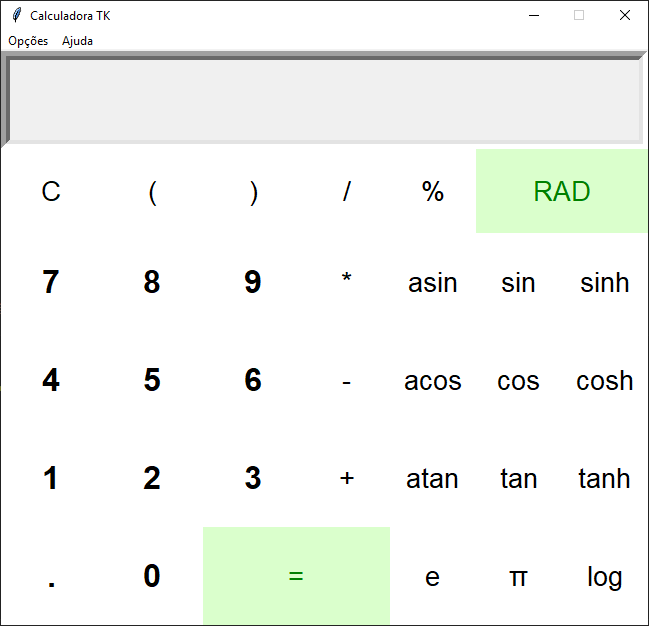 Calculadora TK
Opções Ajuda
C ( ) / % RAD
7 8 9 * asin sin sinh
4 5 6 - acos cos cosh
1 2 3 + atan tan tanh
. 0 = e π log